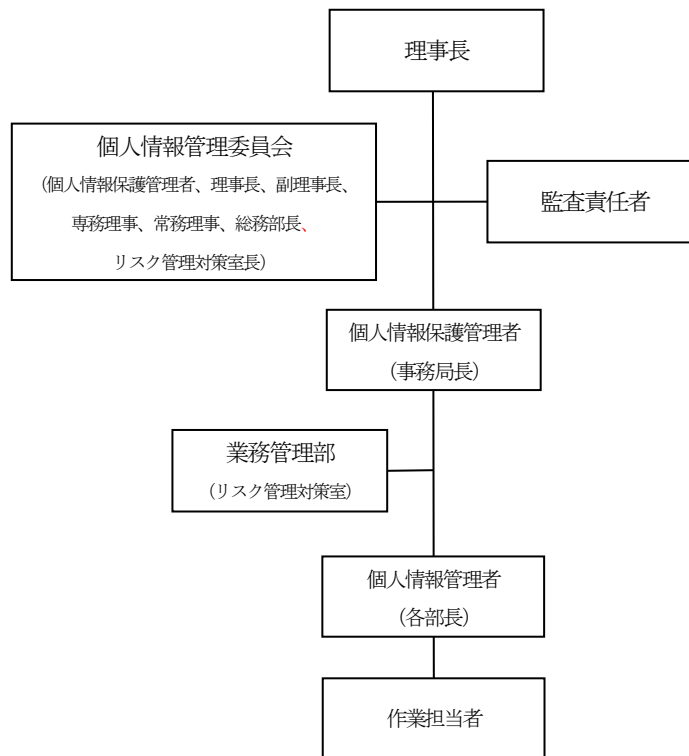 理事長
個人情報管理委員会
（個人情報保護管理者、理事長、副理事長、
専務理事、常務理事、総務部長、
リスク管理対策室長）
監査責任者
個人情報保護管理者
（事務局長）
業務管理部
（リスク管理対策室）
個人情報管理者
（各部長）
作業担当者